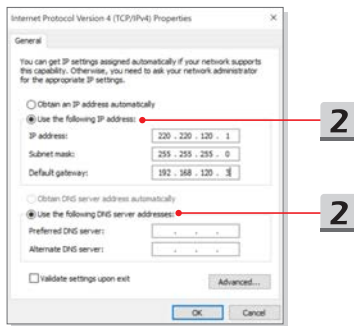 Internet Protocol Version 4 (TCP/IPv4) Properties
General
You can get IP settings assigned automatically if your network supports
this capability. Otherwise, you need to ask your network administrator
for the appropriate IP settings.
Obtain an IP address automatically
Use the following IP address:
2
IP address: 220 . 220 . 120 . 1
Subnet mask: 255 . 255 . 255 . 0
Default gateway: 192 . 168 . 120 . 3
Obtain DNS server address automatically
Use the following DNS server addresses:
2
Preferred DNS server: . . .
Alternate DNS server: . . .
Validate settings upon exit
Advanced...
OK Cancel